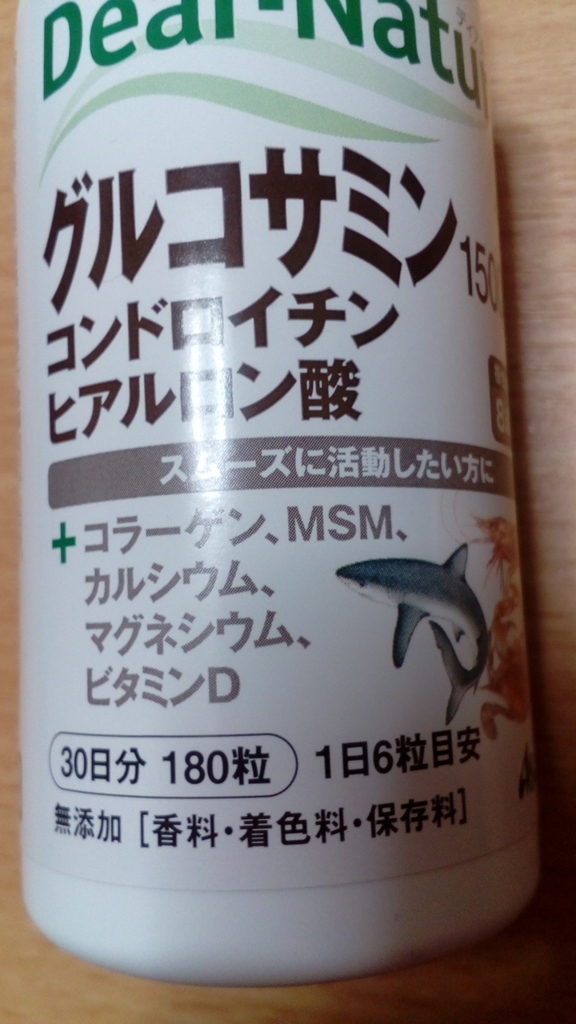 Dear-Natu
グルコサミン 150
コンドロイチン
ヒアルロン酸
スムーズに活動したい方に
+コラーゲン、MSM、
カルシウム、
マグネシウム、
ビタミンD
30日分 180粒 1日6粒目安
無添加 [香料・着色料・保存料]